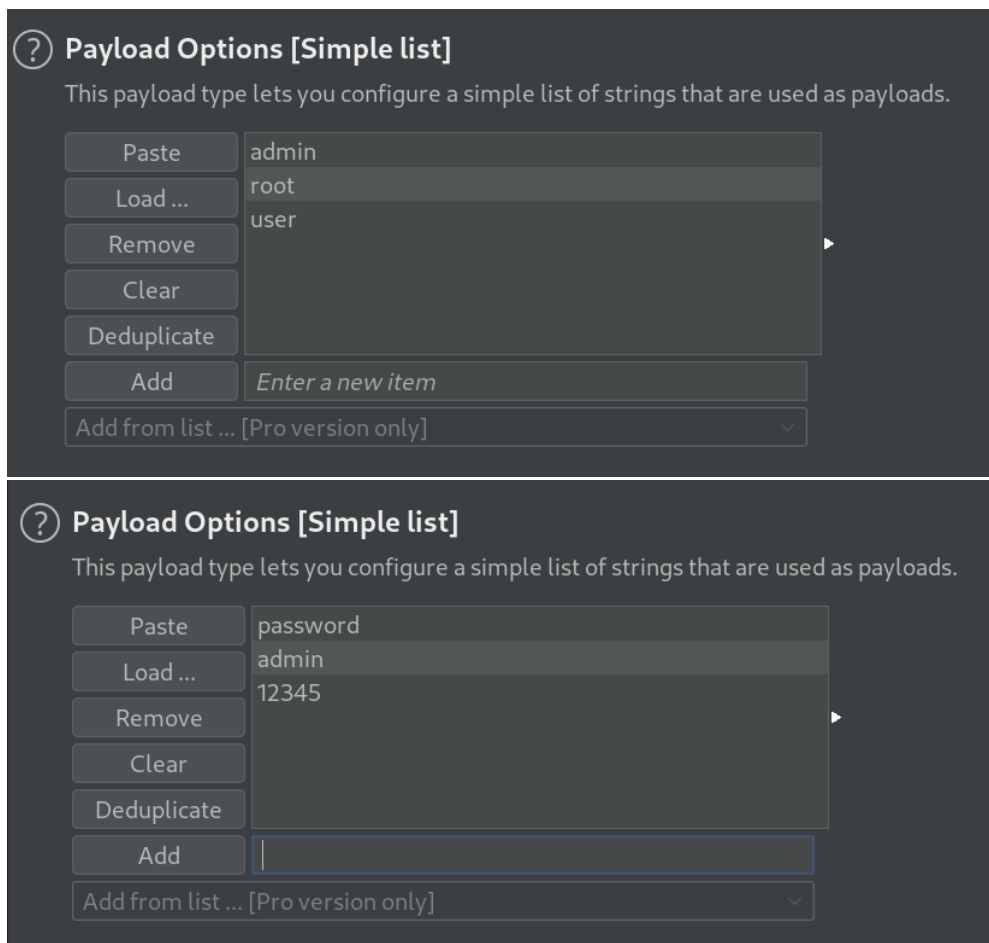 Payload Options [Simple list]
This payload type lets you configure a simple list of strings that are used as payloads.
Paste
admin
Load ...
root
Remove
user
Clear
Deduplicate
Add
Enter a new item
Add from list ... [Pro version only]
Payload Options [Simple list]
This payload type lets you configure a simple list of strings that are used as payloads.
Paste
password
Load ...
admin
Remove
12345
Clear
Deduplicate
Add
Add from list ... [Pro version only]